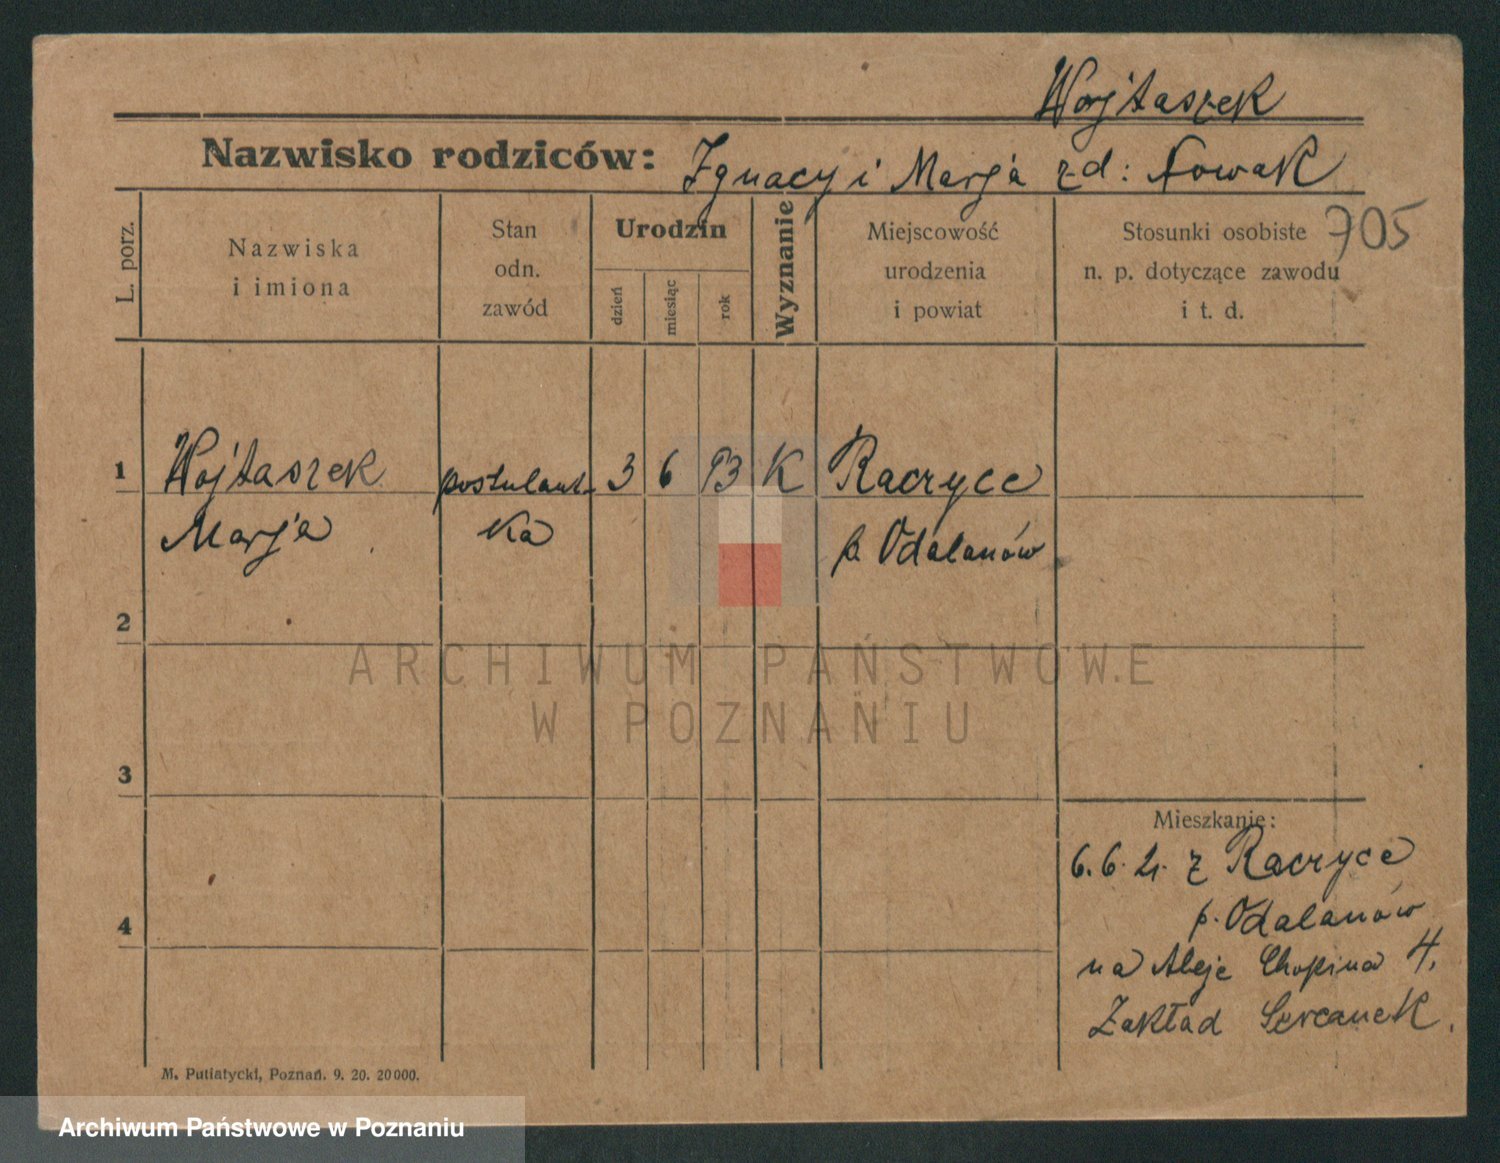 Wojtaszek
Nazwisko rodziców: Ignacy i Marja z d: Nowak
705
L. porz.
Nazwiska
i imiona
Stan
odn.
zawód
Urodzin
dzień
miesiąc
rok
Wyznanie
Miejscowość
urodzenia
i powiat
Stosunki osobiste
n. p. dotyczące zawodu
i t. d.
1 Wojtaszek postulant- 3 6 93 K Raczyce
Marja ka p. Odalanów
2
3
4
Mieszkanie:
6.6.21. z Raczyce
p. Odalanów
na Aleje Chopina 4.
Zakład Sercanek.
M. Putiatycki, Poznań. 9. 20. 20 000.
ARCHIWUM PAŃSTWOWE
W POZNANIU
Archiwum Państwowe w Poznaniu